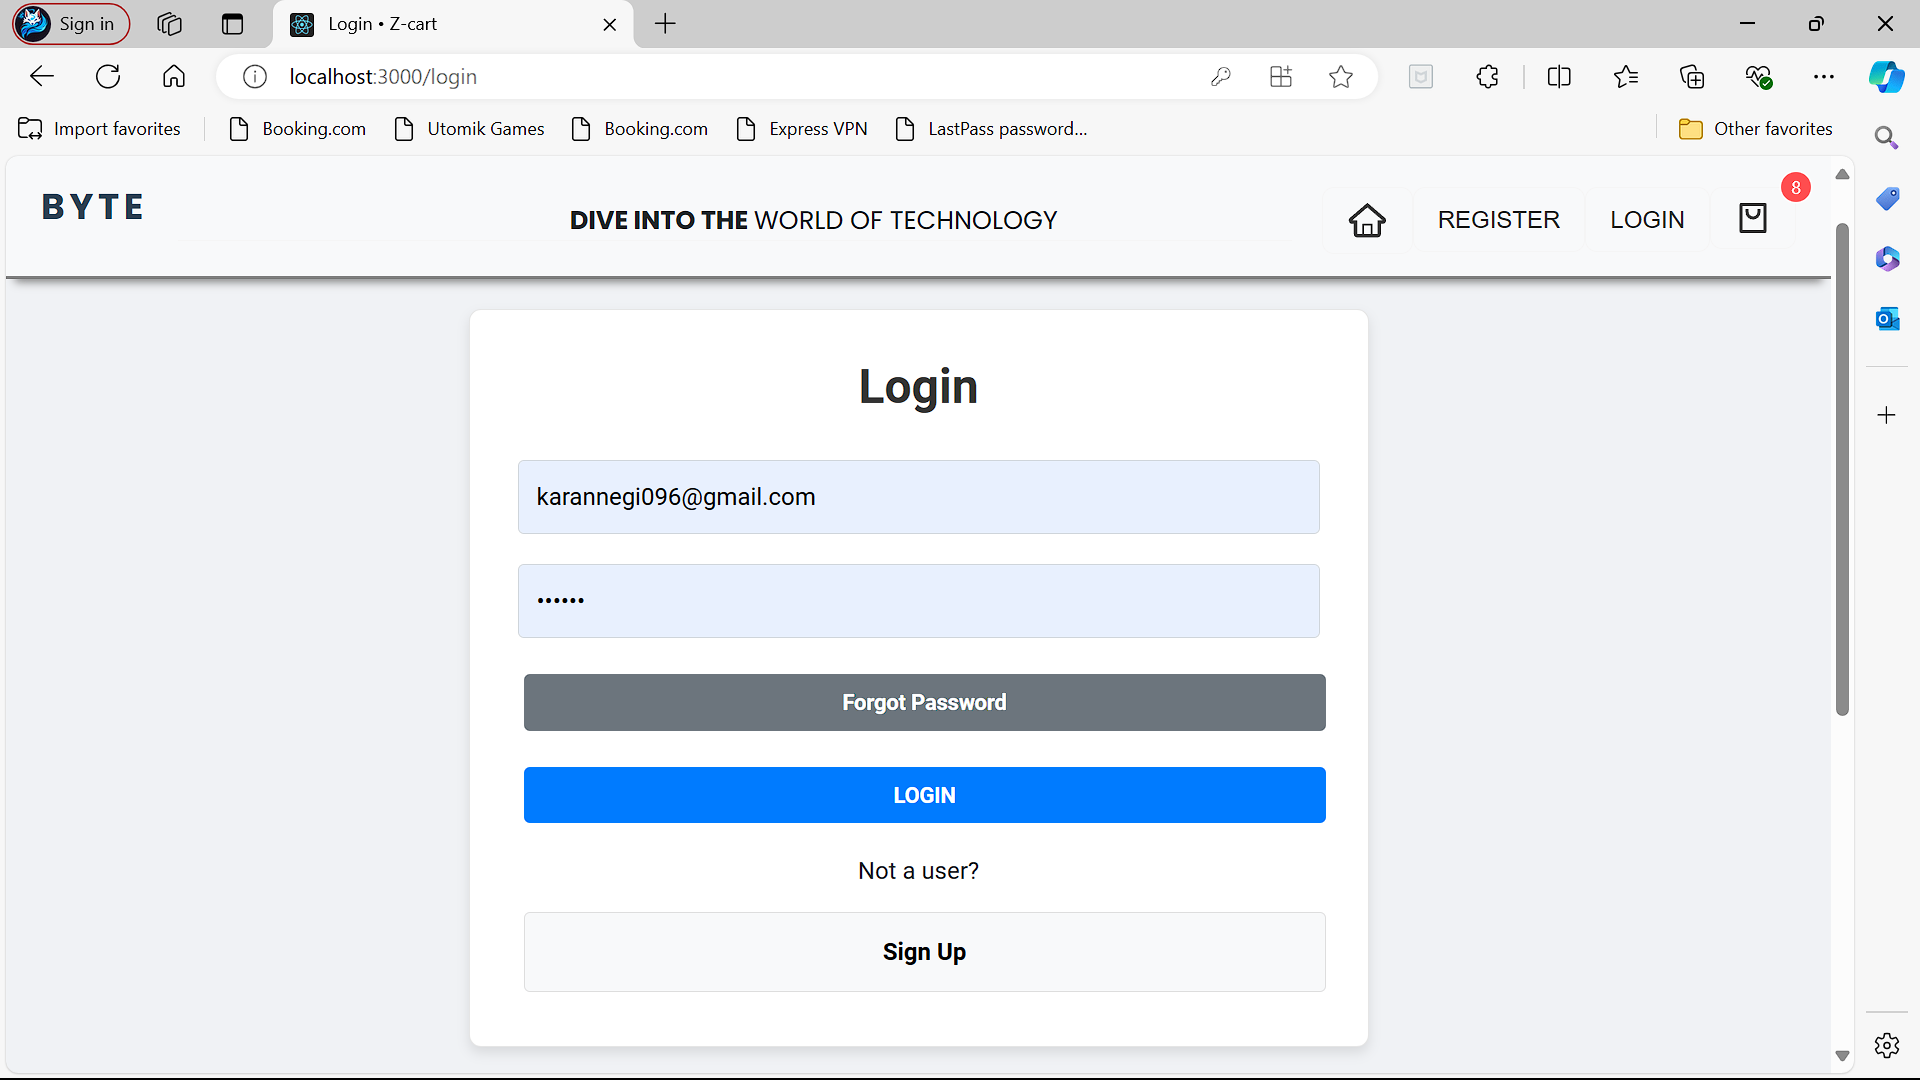 Sign in
Login • Z-cart
localhost:3000/login
Import favorites
Booking.com
Utomik Games
Booking.com
Express VPN
LastPass password...
Other favorites
BYTE
DIVE INTO THE WORLD OF TECHNOLOGY
REGISTER
LOGIN
8
Login
karannegi096@gmail.com
••••••
Forgot Password
LOGIN
Not a user?
Sign Up